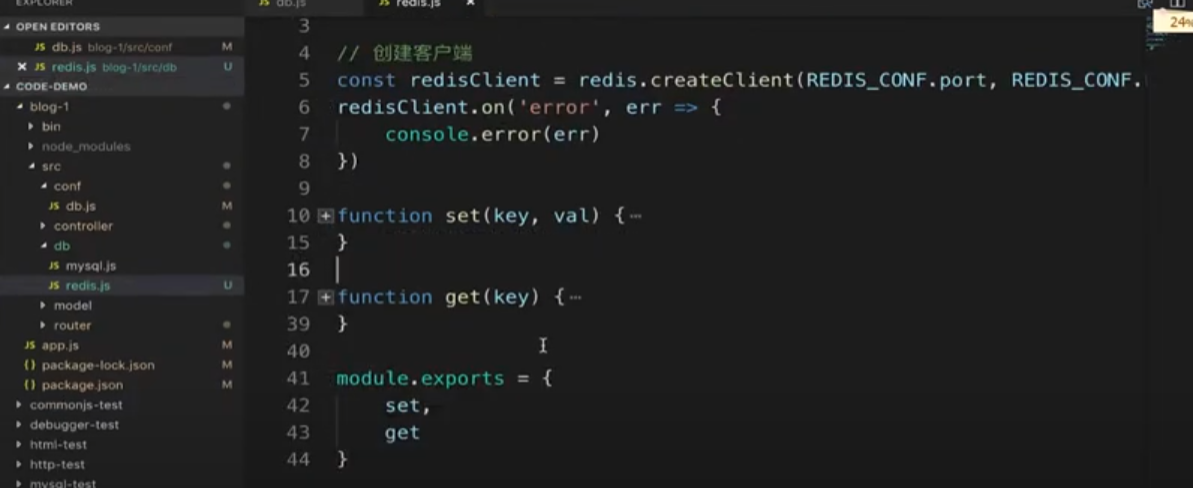 EXPLORER
OPEN EDITORS
JS db.js blog-1/src/conf M
× JS redis.js blog-1/src/db U
CODE-DEMO
blog-1
bin
node_modules
src
conf
JS db.js M
controller
db
JS mysql.js
JS redis.js U
model
router
JS app.js M
{} package-lock.json M
{} package.json M
commonjs-test
debugger-test
html-test
http-test
mysql-test
JS db.js
JS redis.js ×
3
4 // 创建客户端
5 const redisClient = redis.createClient(REDIS_CONF.port, REDIS_CONF.
6 redisClient.on('error', err => {
7 console.error(err)
8 })
9
10 function set(key, val) {⋯
15 }
16
17 function get(key) {⋯
39 }
40
41 module.exports = {
42 set,
43 get
44 }
24%